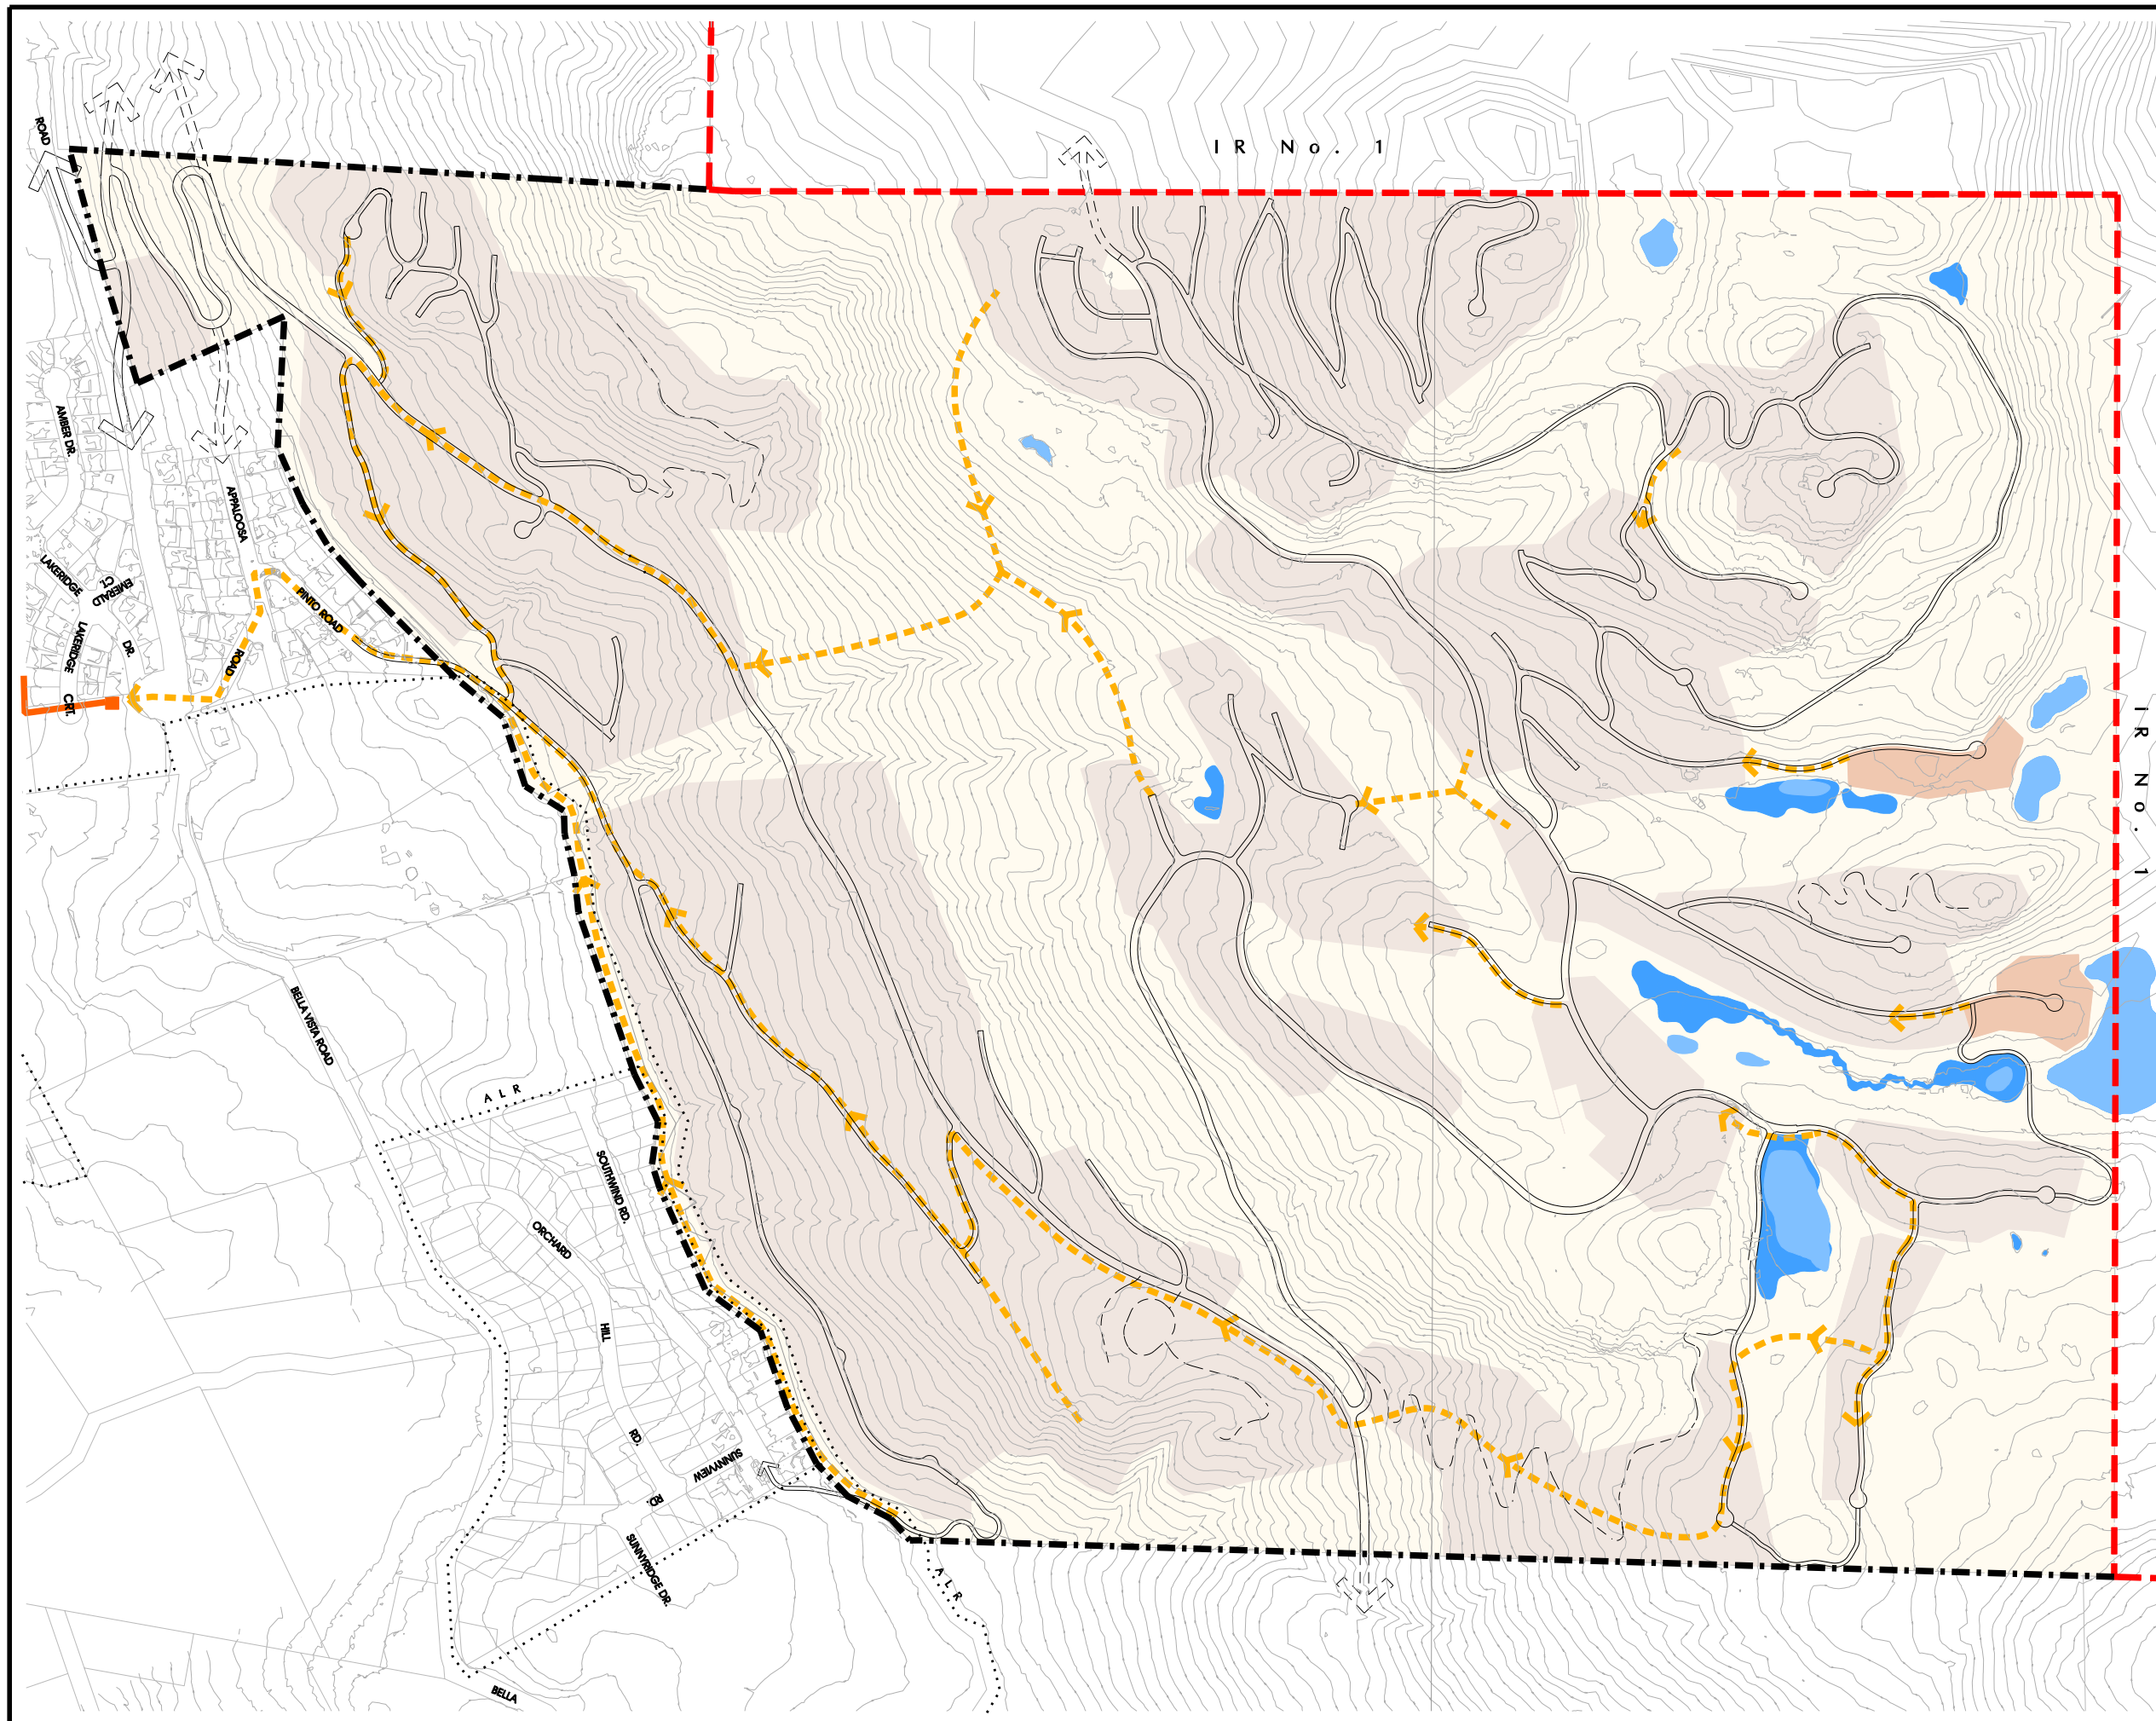 ROAD
IR No. 1
AMBER DR.
APPALOOSA
LAKERIDGE
EMERALD
CT.
PINTO ROAD
LAKERIDGE
DR.
ROAD
CRT.
IR No. 1
BELLA VISTA ROAD
ALR
SOUTHWIND RD.
ORCHARD
HILL
RD.
SUNNYVIEW
RD.
SUNNYRIDGE DR.
ALR
BELLA